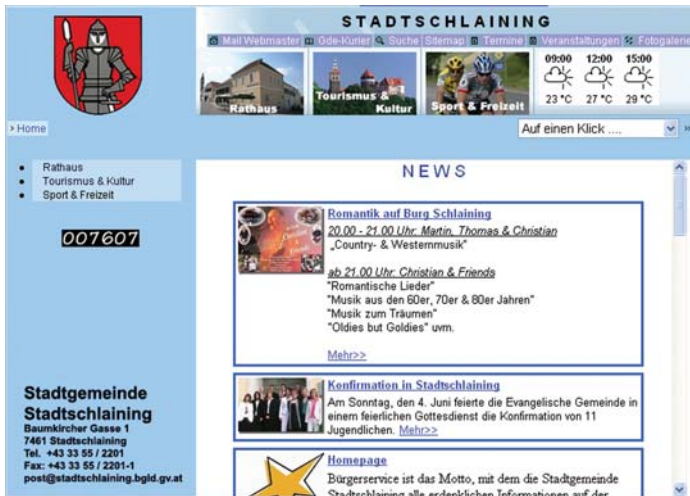 STADTSCHLAINING
Mail Webmaster Gde-Kurier Suche Sitemap Termine Veranstaltungen Fotogalerie
Rathaus
Tourismus &
Kultur
Sport & Freizeit
09:00 12:00 15:00
23 °C 27 °C 29 °C
› Home
Auf einen Klick .... »
• Rathaus
• Tourismus & Kultur
• Sport & Freizeit
007607
Stadtgemeinde
Stadtschlaining
Baumkircher Gasse 1
7461 Stadtschlaining
Tel. +43 33 55 / 2201
Fax: +43 33 55 / 2201-1
post@stadtschlaining.bgld.gv.at
NEWS
Romantik auf Burg Schlaining
20.00 - 21.00 Uhr: Martin, Thomas & Christian
„Country- & Westernmusik"
ab 21.00 Uhr: Christian & Friends
"Romantische Lieder"
"Musik aus den 60er, 70er & 80er Jahren"
"Musik zum Träumen"
"Oldies but Goldies" uvm.
Mehr>>
Konfirmation in Stadtschlaining
Am Sonntag, den 4. Juni feierte die Evangelische Gemeinde in
einem feierlichen Gottesdienst die Konfirmation von 11
Jugendlichen. Mehr>>
Homepage
Bürgerservice ist das Motto, mit dem die Stadtgemeinde
Stadtschlaining alle erdenklichen Informationen auf der